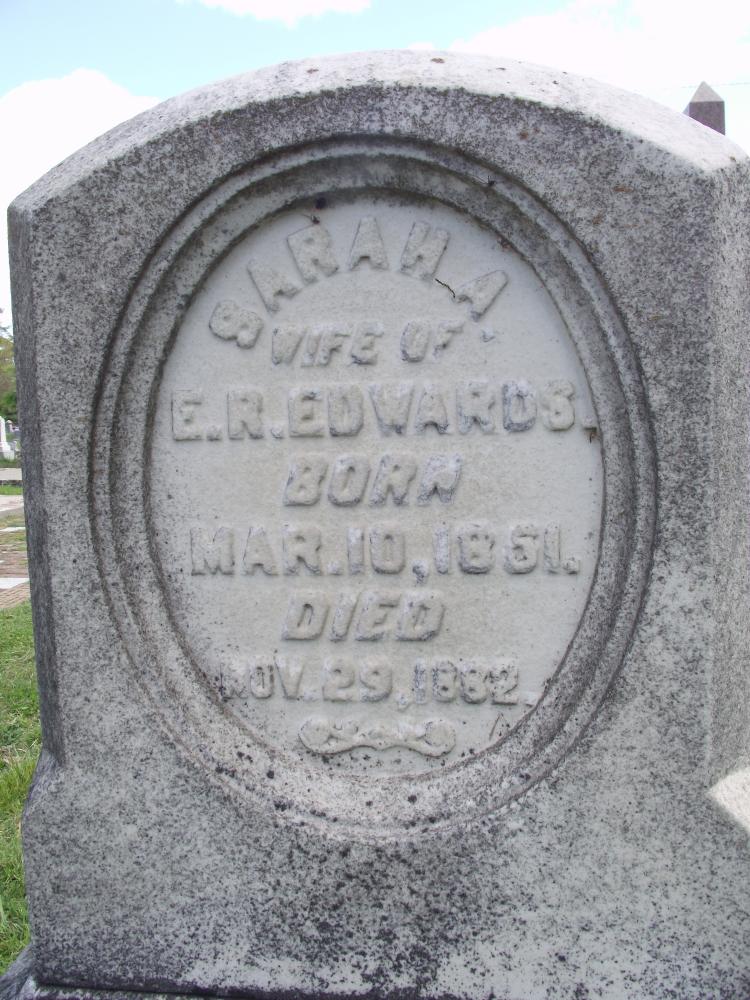 SARAH A.
WIFE OF
E.R. EDWARDS.
BORN
MAR. 10, 1851.
DIED
NOV. 29, 1882.